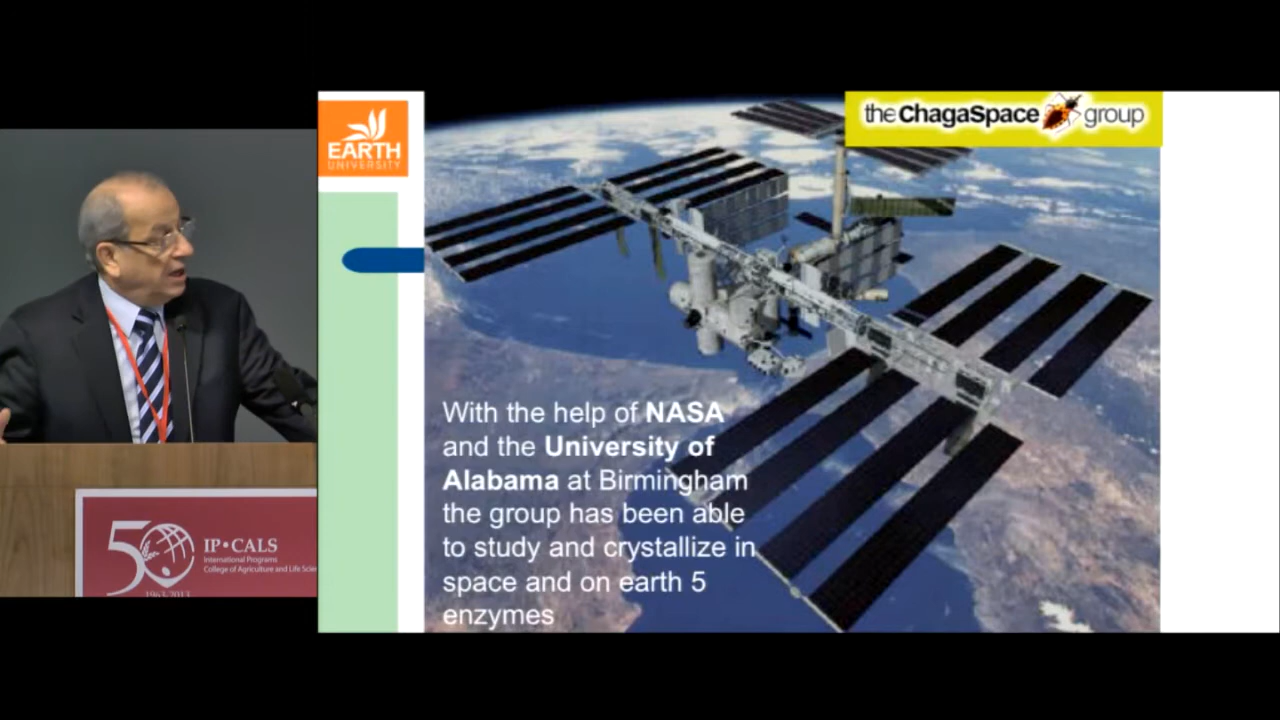 EARTH
UNIVERSITY
the ChagaSpace group
With the help of NASA
and the University of
Alabama at Birmingham
the group has been able
to study and crystallize in
space and on earth 5
enzymes
50
IP•CALS
International Programs
College of Agriculture and Life Scien
1963-2013